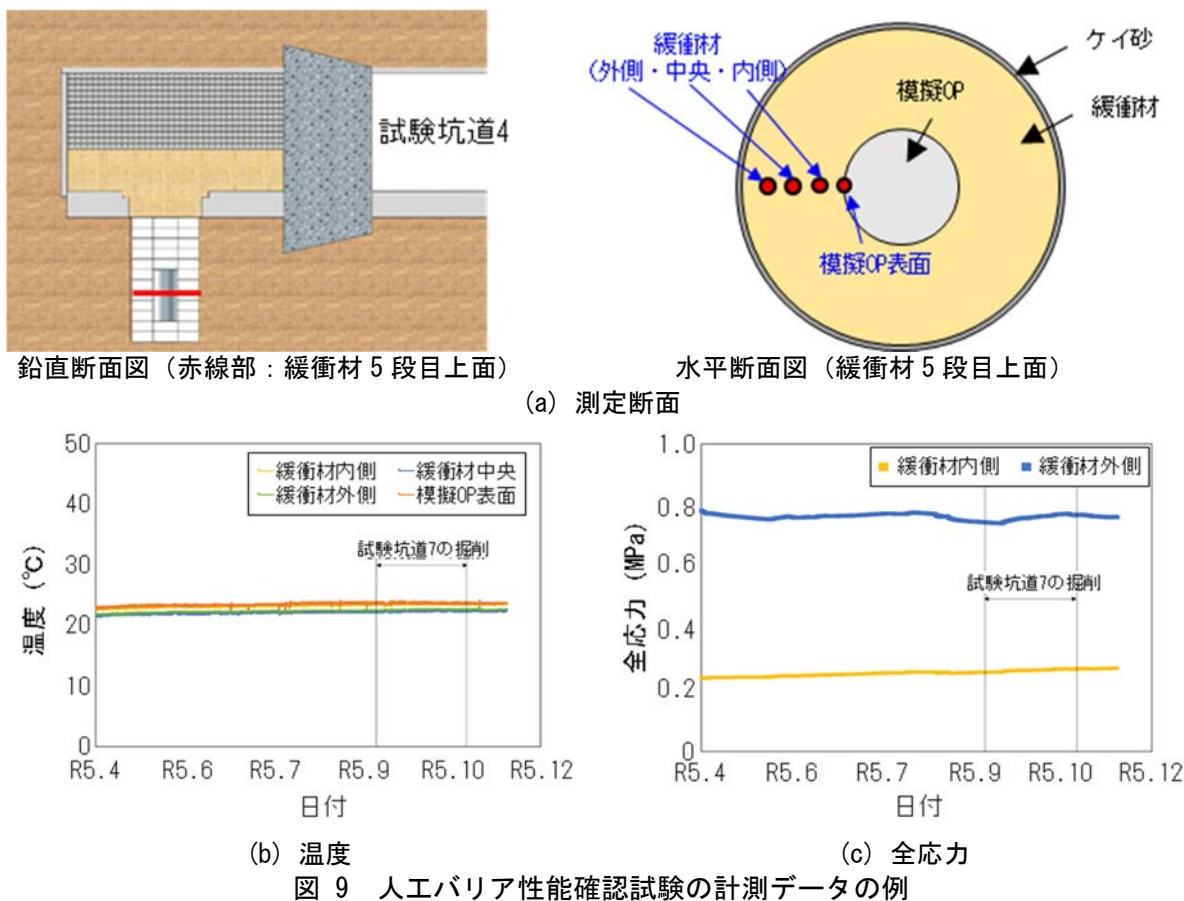 試験坑道4
緩衝材
(外側・中央・内側)
ケイ砂
模擬OP
緩衝材
模擬OP表面
鉛直断面図（赤線部：緩衝材 5 段目上面）
水平断面図（緩衝材 5 段目上面）
(a) 測定断面
50
40
30
20
10
0
温度 (℃)
緩衝材内側
緩衝材中央
緩衝材外側
模擬OP表面
試験坑道7の掘削
R5.4
R5.6
R5.7
R5.9
R5.10
R5.12
日付
(b) 温度
1.0
0.8
0.6
0.4
0.2
0
全応力 (MPa)
緩衝材内側
緩衝材外側
試験坑道7の掘削
R5.4
R5.6
R5.7
R5.9
R5.10
R5.12
日付
(c) 全応力
図 9 人工バリア性能確認試験の計測データの例